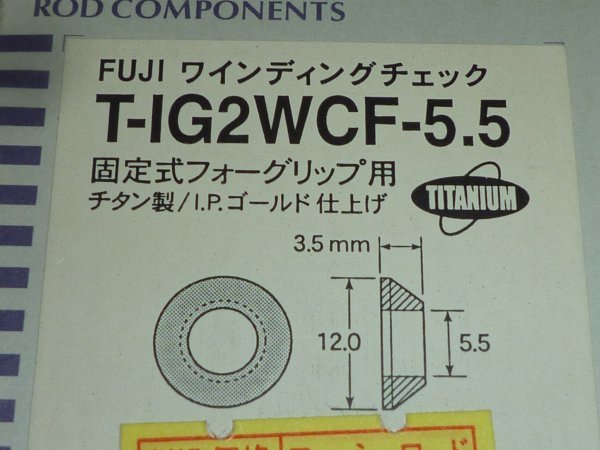 ROD COMPONENTS
FUJI ワインディングチェック
T-IG2WCF-5.5
固定式フォーグリップ用
チタン製/I.P.ゴールド仕上げ
TITANIUM
3.5mm
12.0
5.5